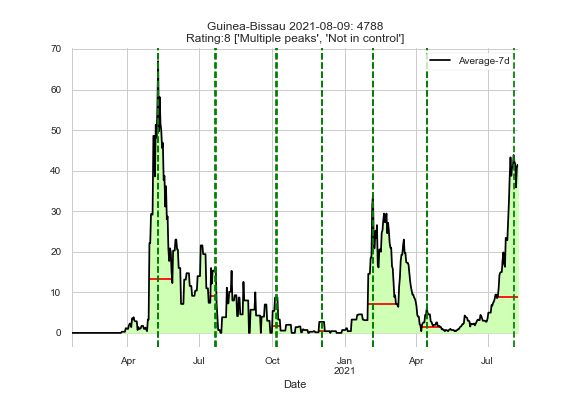 Guinea-Bissau 2021-08-09: 4788
Rating:8 ['Multiple peaks', 'Not in control']
70
Average-7d
60
50
40
30
20
10
0
Apr
Jul
Oct
Jan
Apr
Jul
2021
Date